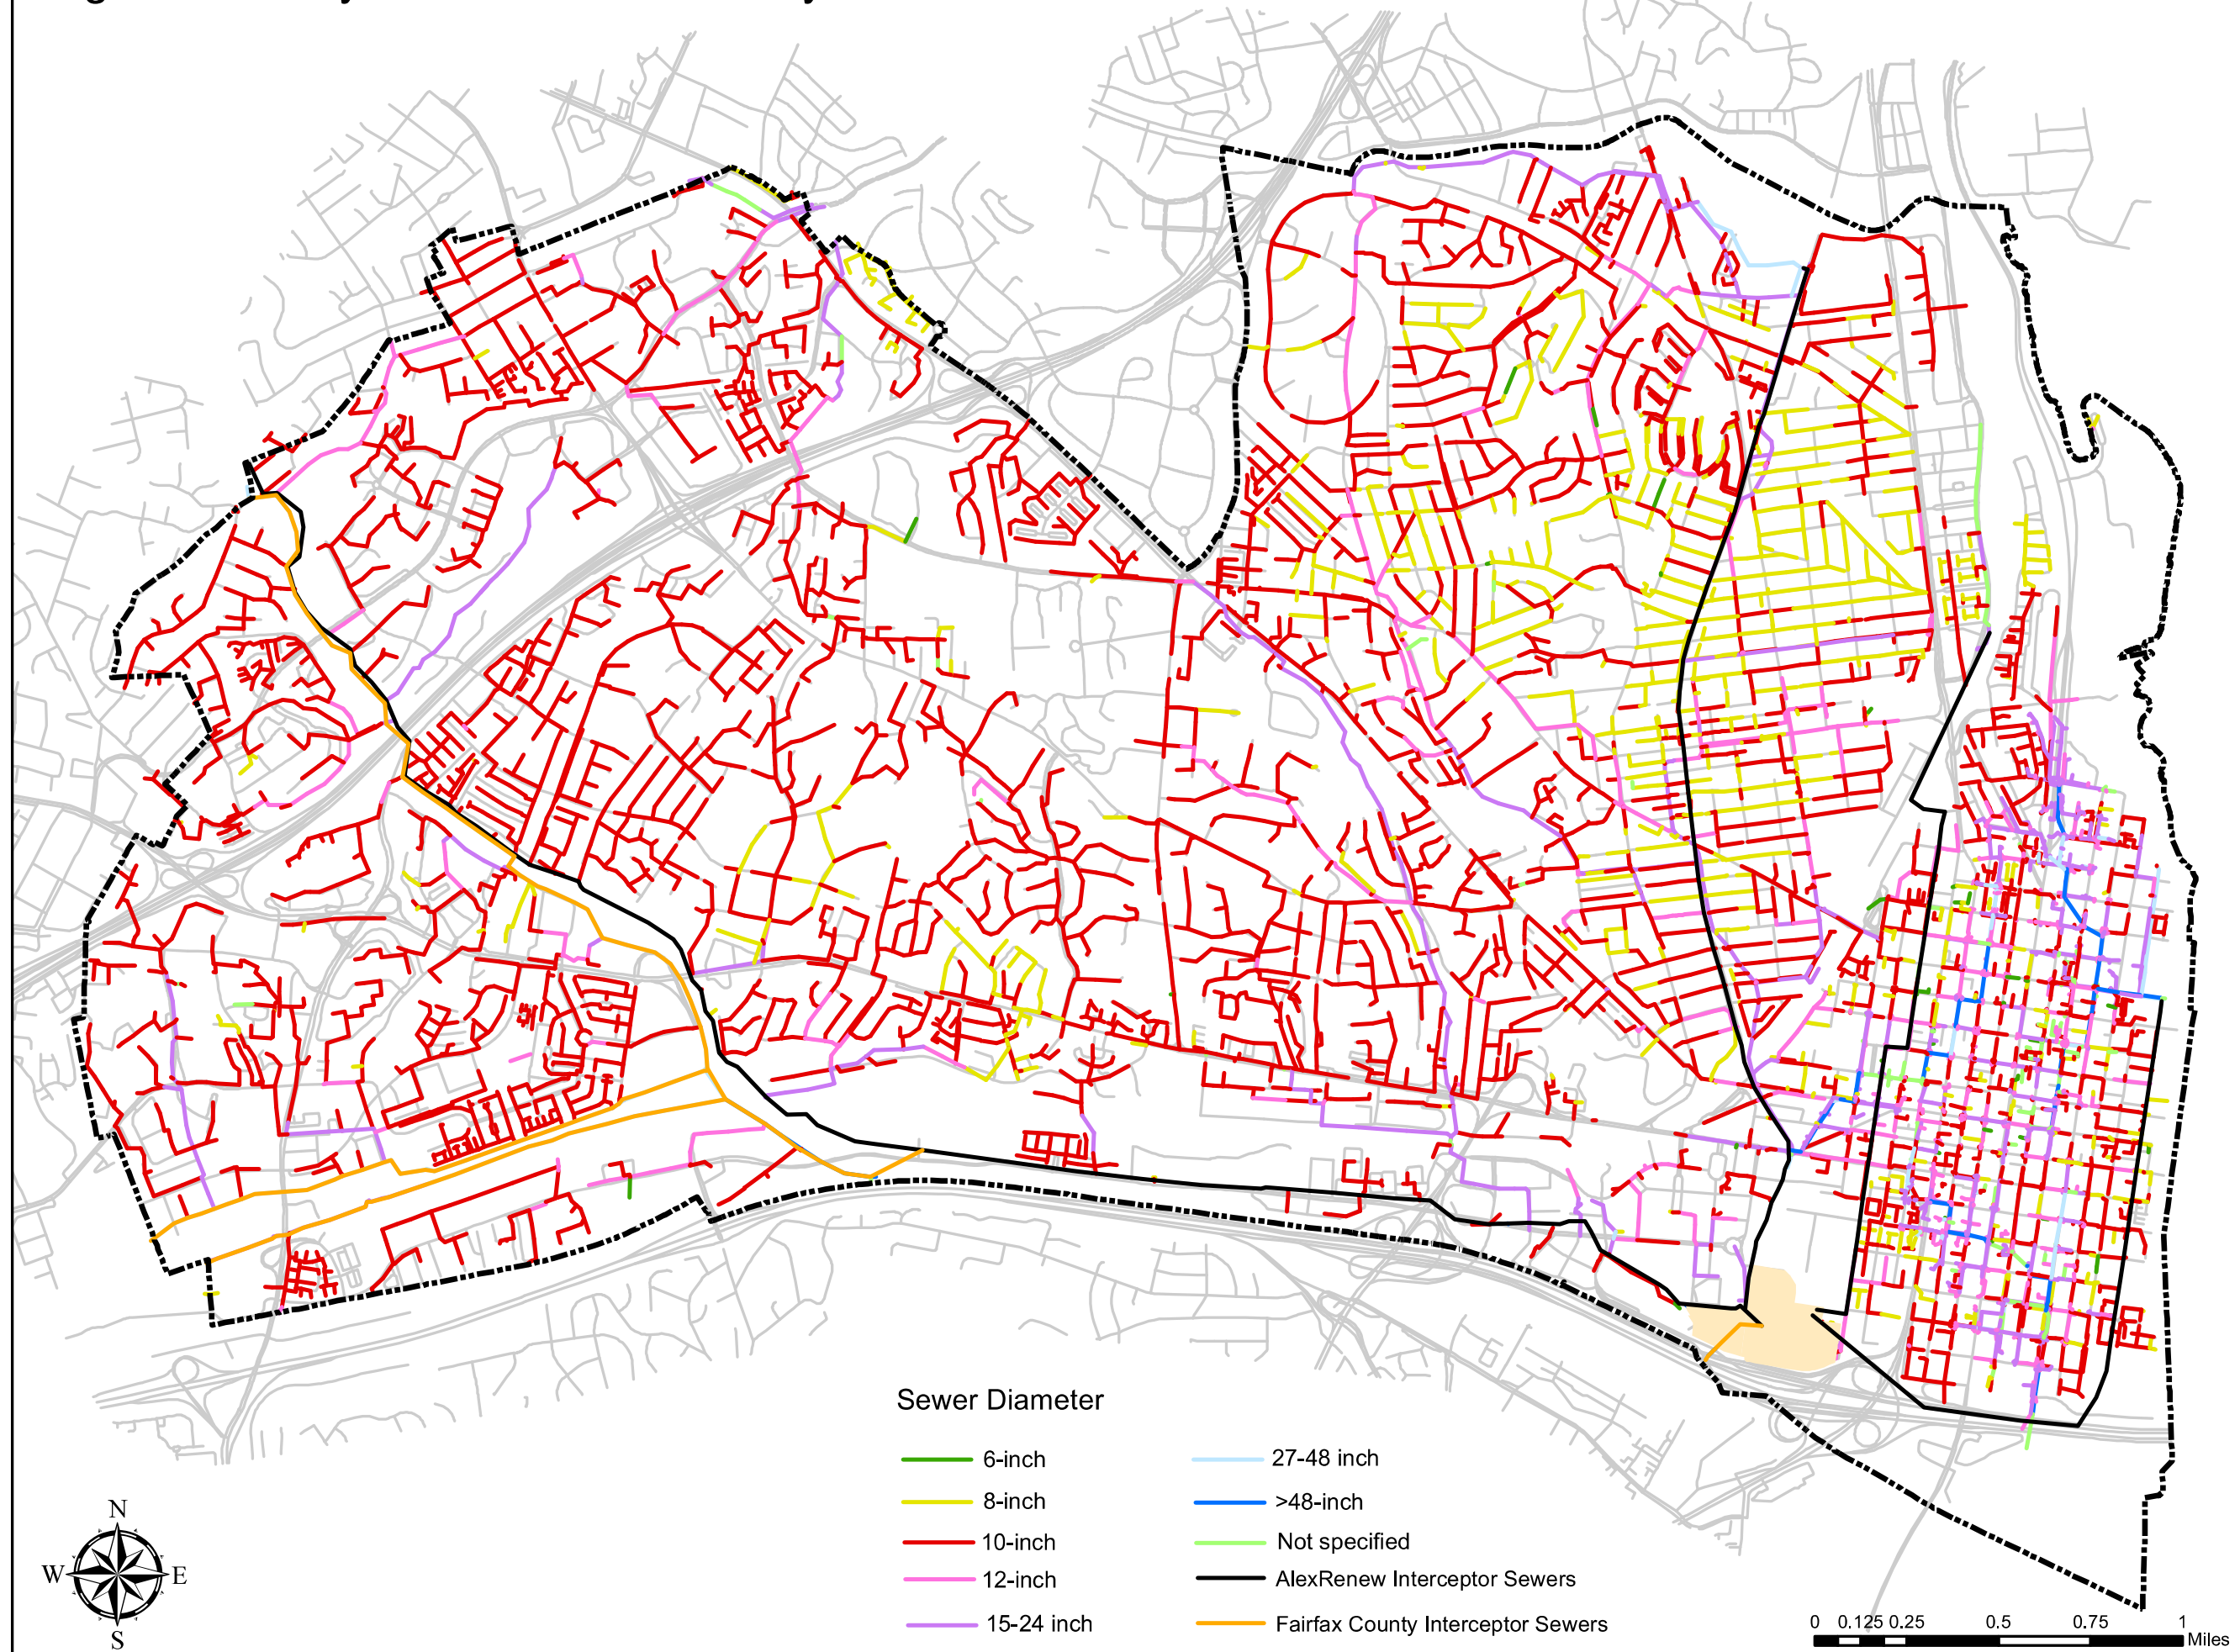 Sewer Diameter
6-inch
8-inch
10-inch
12-inch
15-24 inch
27-48 inch
>48-inch
Not specified
AlexRenew Interceptor Sewers
Fairfax County Interceptor Sewers
N
W E
S
0 0.125 0.25 0.5 0.75 1
Miles